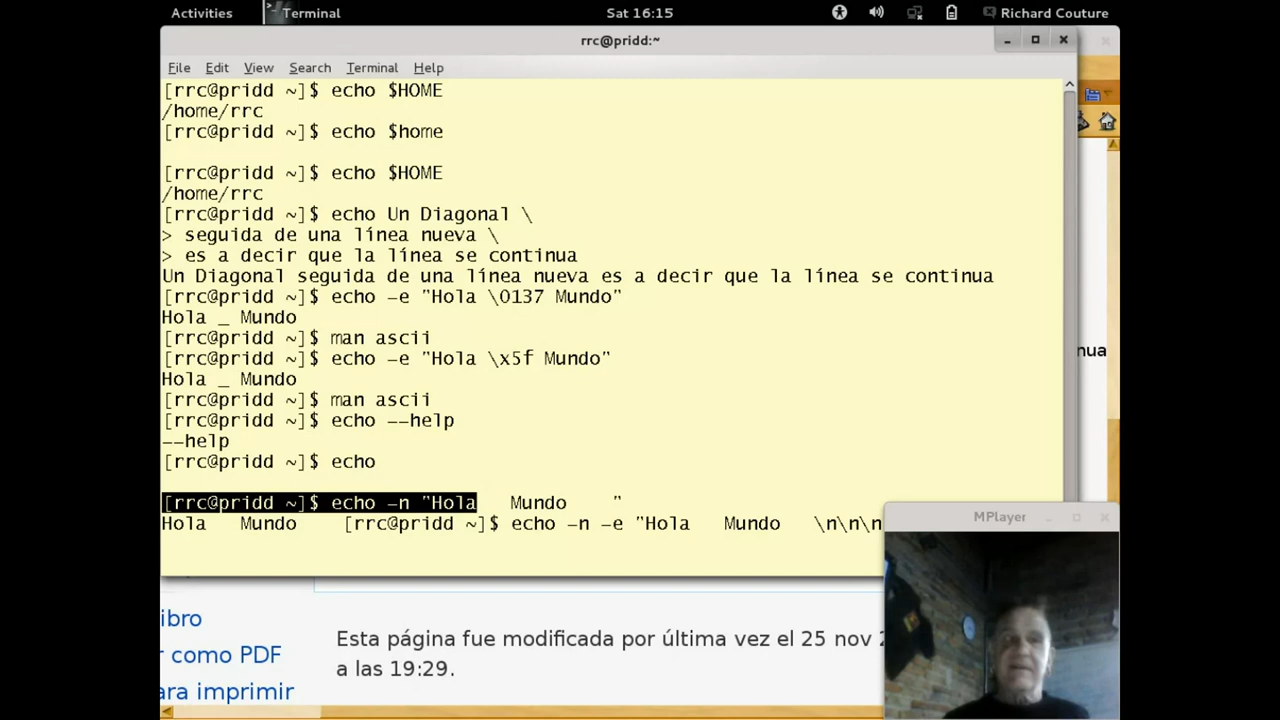 Activities Terminal Sat 16:15 Richard Couture
rrc@pridd:~
File Edit View Search Terminal Help
[rrc@pridd ~]$ echo $HOME
/home/rrc
[rrc@pridd ~]$ echo $home
[rrc@pridd ~]$ echo $HOME
/home/rrc
[rrc@pridd ~]$ echo Un Diagonal \
> seguida de una línea nueva \
> es a decir que la línea se continua
Un Diagonal seguida de una línea nueva es a decir que la línea se continua
[rrc@pridd ~]$ echo -e "Hola \0137 Mundo"
Hola _ Mundo
[rrc@pridd ~]$ man ascii
[rrc@pridd ~]$ echo -e "Hola \x5f Mundo"
nua
Hola _ Mundo
[rrc@pridd ~]$ man ascii
[rrc@pridd ~]$ echo --help
--help
[rrc@pridd ~]$ echo
[rrc@pridd ~]$ echo -n "Hola   Mundo    "
Hola   Mundo    [rrc@pridd ~]$ echo -n -e "Hola   Mundo   \n\n\n
MPlayer
ibro
r como PDF
ara imprimir
Esta página fue modificada por última vez el 25 nov 2
a las 19:29.